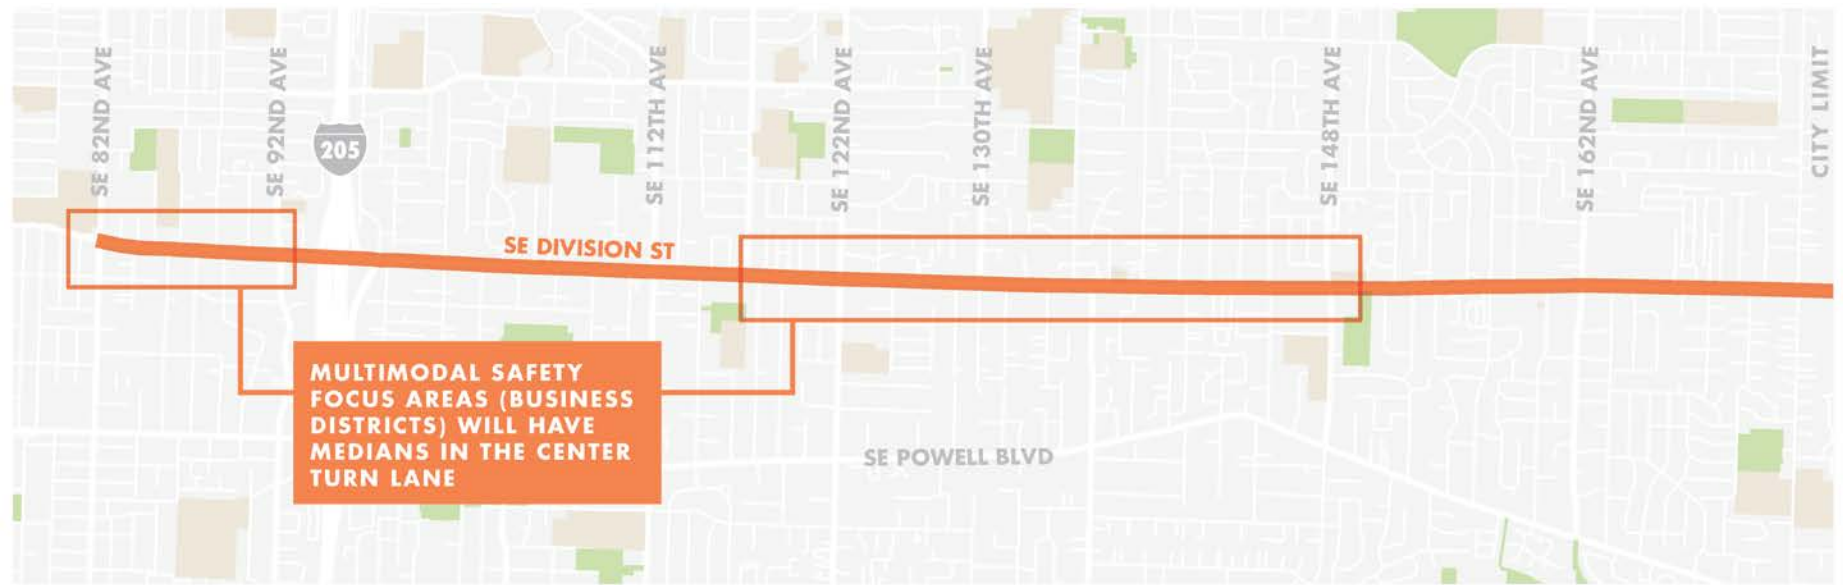 SE 82ND AVE
SE 92ND AVE
205
SE 112TH AVE
SE 122ND AVE
SE 130TH AVE
SE 148TH AVE
SE 162ND AVE
CITY LIMIT
SE DIVISION ST
MULTIMODAL SAFETY
FOCUS AREAS (BUSINESS
DISTRICTS) WILL HAVE
MEDIANS IN THE CENTER
TURN LANE
SE POWELL BLVD